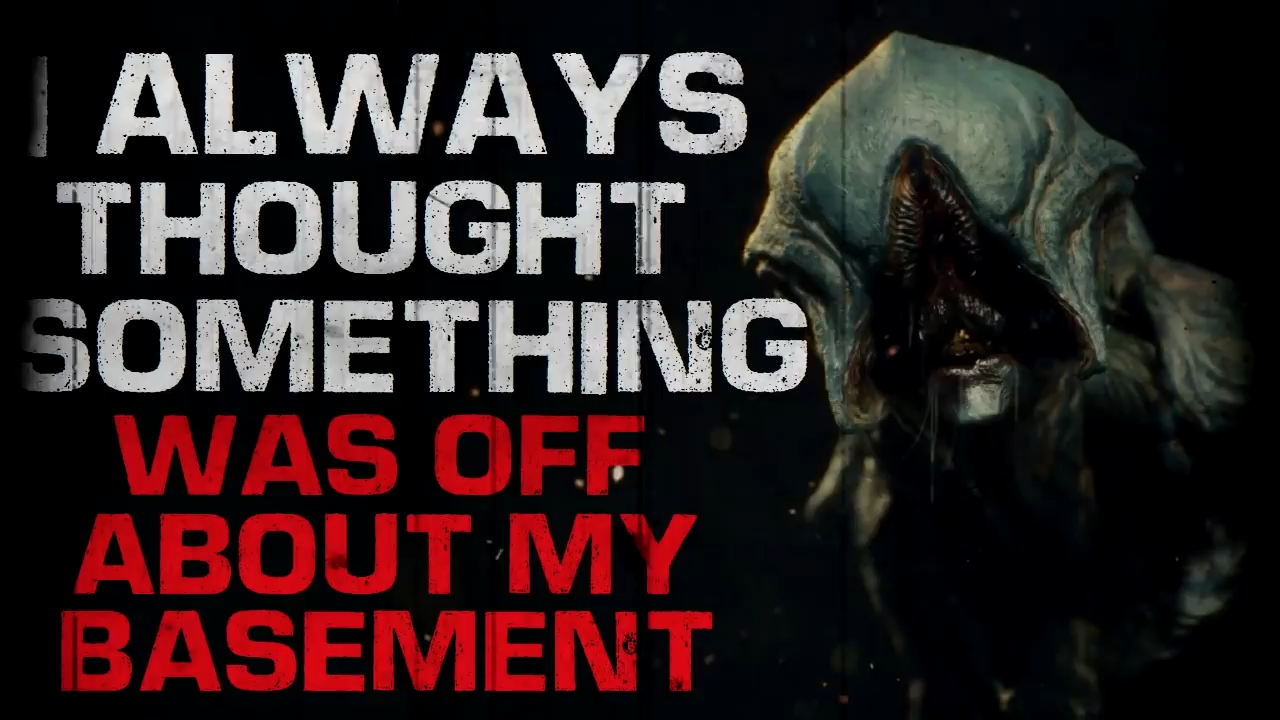 I ALWAYS
THOUGHT
SOMETHING
WAS OFF
ABOUT MY
BASEMENT